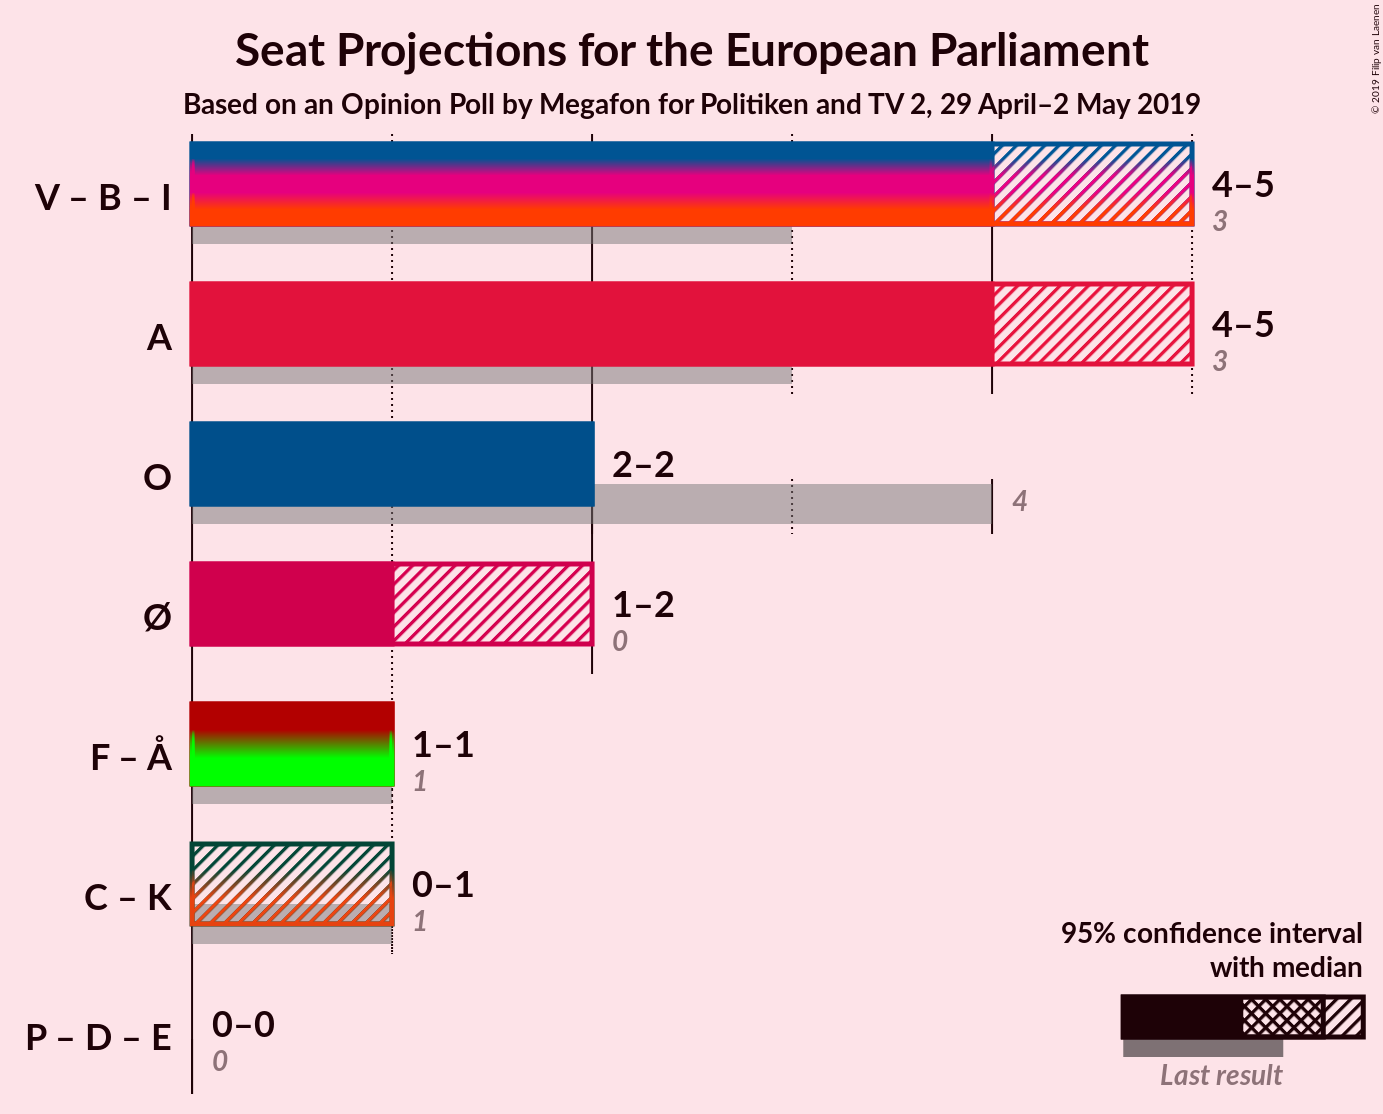 Seat Projections for the European Parliament
Based on an Opinion Poll by Megafon for Politiken and TV 2, 29 April–2 May 2019
© 2019 Filip van Laenen
V – B – I
4–5
3
A
4–5
3
O
2–2
4
Ø
1–2
0
F – Å
1–1
1
C – K
0–1
1
P – D – E
0–0
0
95% confidence interval
with median
Last result